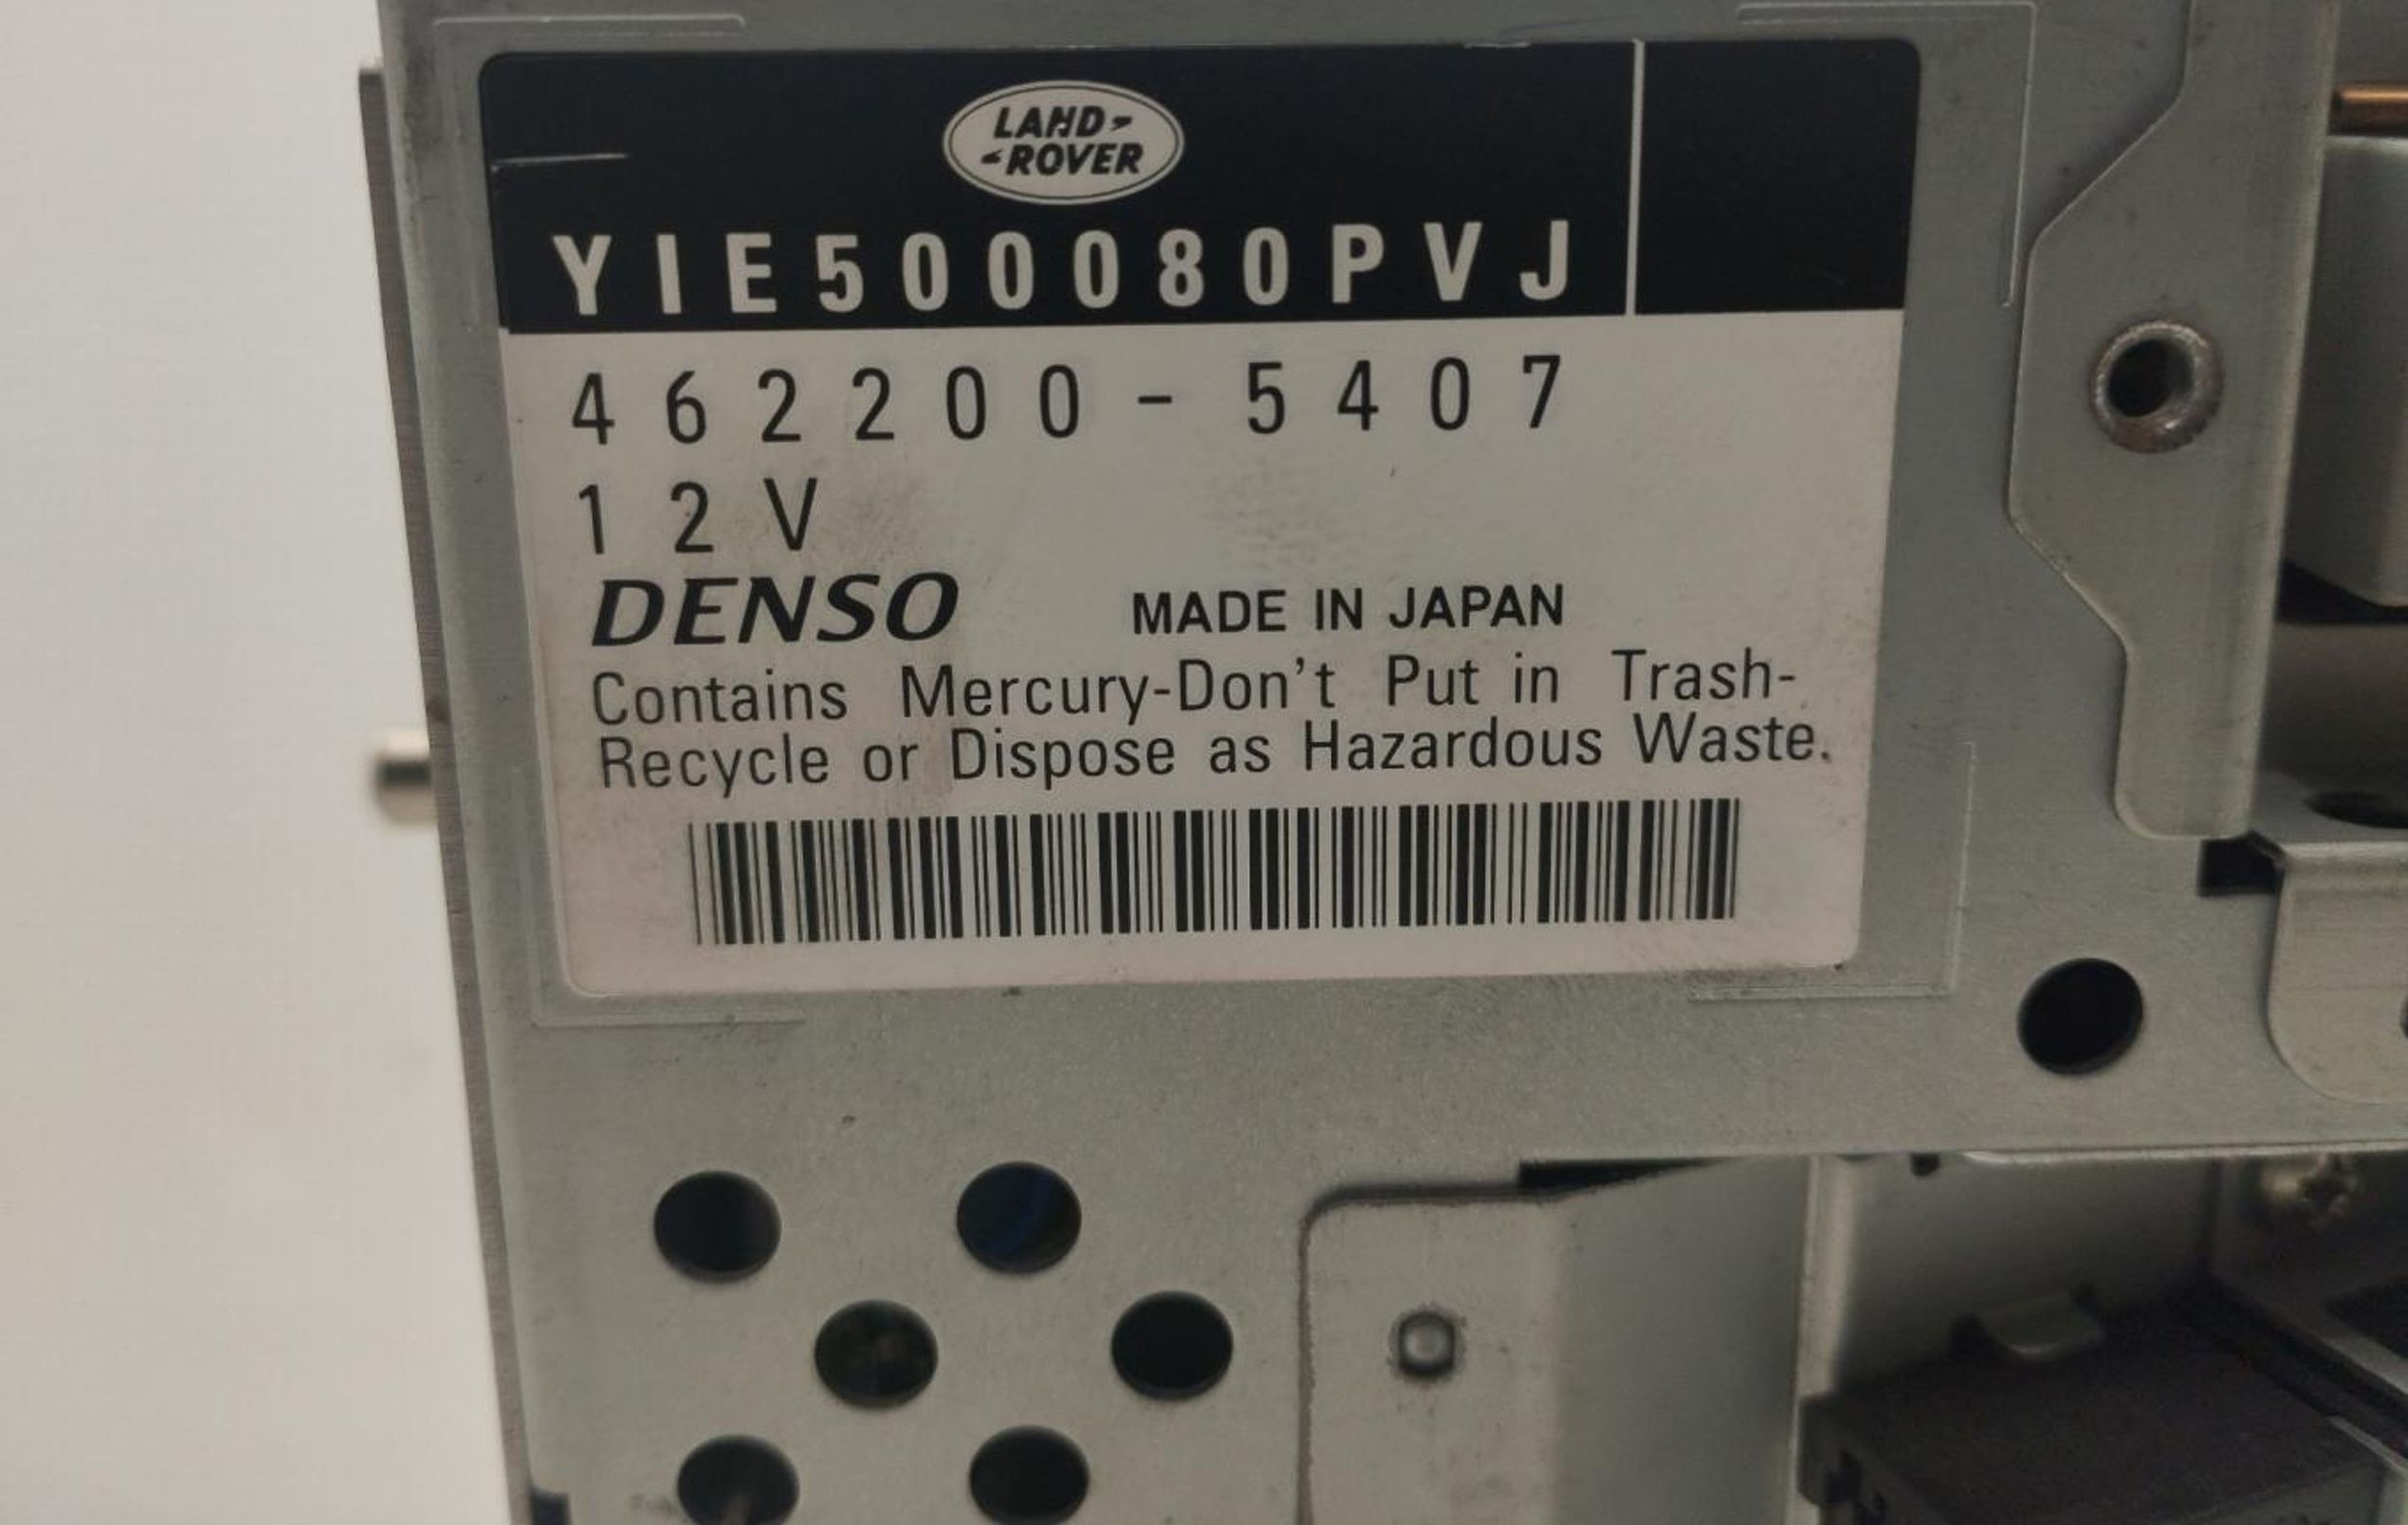 LAND-
-ROVER
YIE500080PVJ
462200-5407
12V
DENSO MADE IN JAPAN
Contains Mercury-Don't Put in Trash-
Recycle or Dispose as Hazardous Waste.